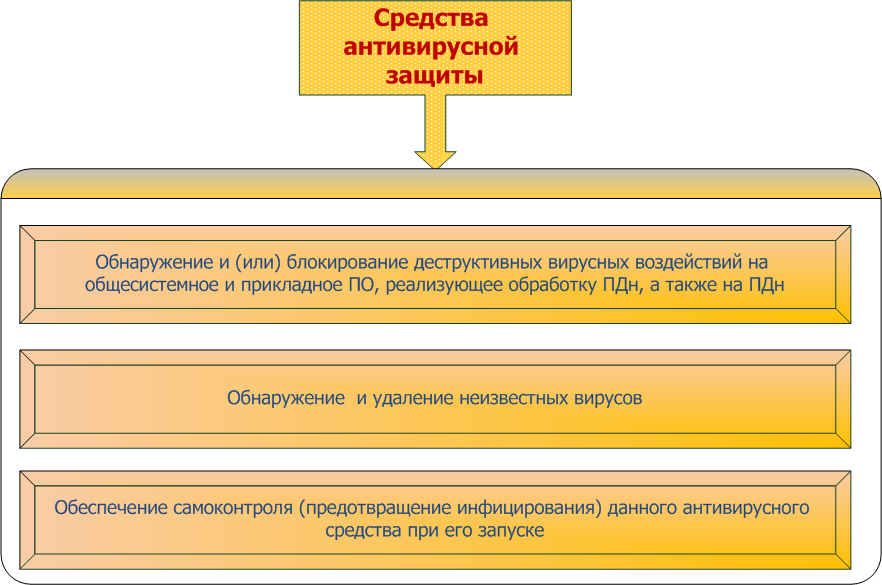 Средства
антивирусной
защиты
Обнаружение и (или) блокирование деструктивных вирусных воздействий на
общесистемное и прикладное ПО, реализующее обработку ПДн, а также на ПДн
Обнаружение и удаление неизвестных вирусов
Обеспечение самоконтроля (предотвращение инфицирования) данного антивирусного
средства при его запуске